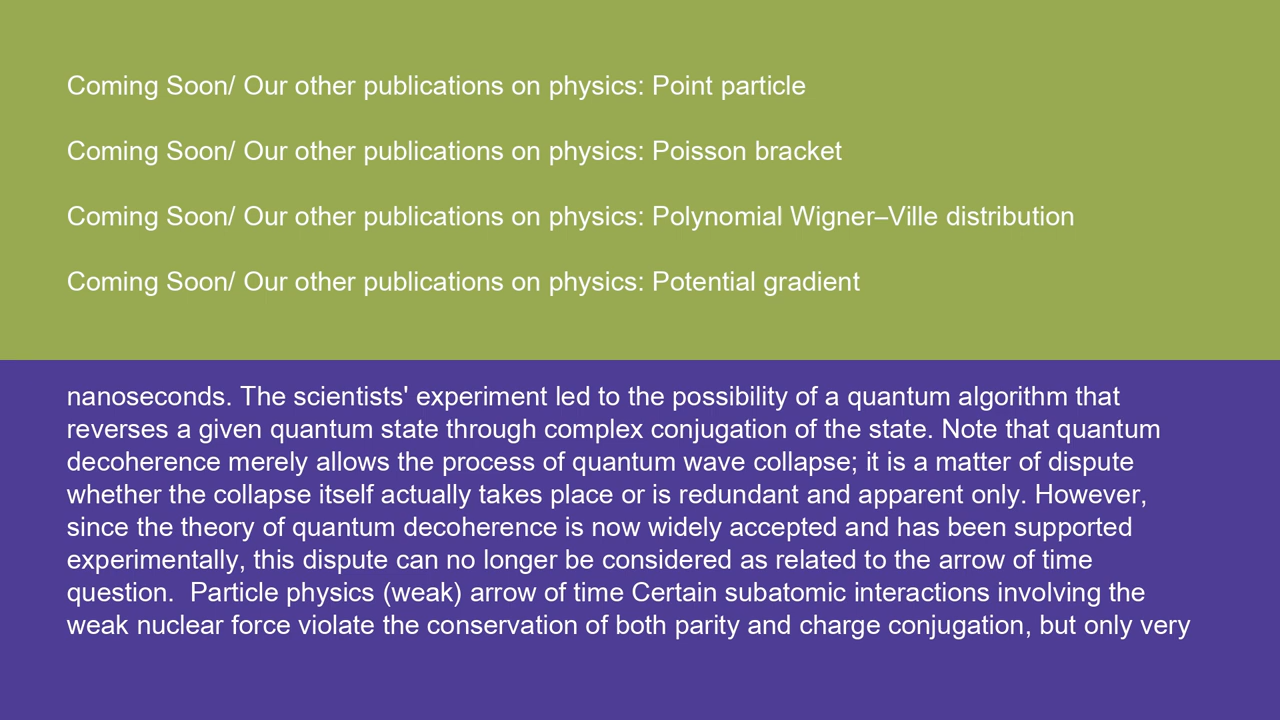 Coming Soon/ Our other publications on physics: Point particle
Coming Soon/ Our other publications on physics: Poisson bracket
Coming Soon/ Our other publications on physics: Polynomial Wigner–Ville distribution
Coming Soon/ Our other publications on physics: Potential gradient
nanoseconds. The scientists' experiment led to the possibility of a quantum algorithm that
reverses a given quantum state through complex conjugation of the state. Note that quantum
decoherence merely allows the process of quantum wave collapse; it is a matter of dispute
whether the collapse itself actually takes place or is redundant and apparent only. However,
since the theory of quantum decoherence is now widely accepted and has been supported
experimentally, this dispute can no longer be considered as related to the arrow of time
question.  Particle physics (weak) arrow of time Certain subatomic interactions involving the
weak nuclear force violate the conservation of both parity and charge conjugation, but only very